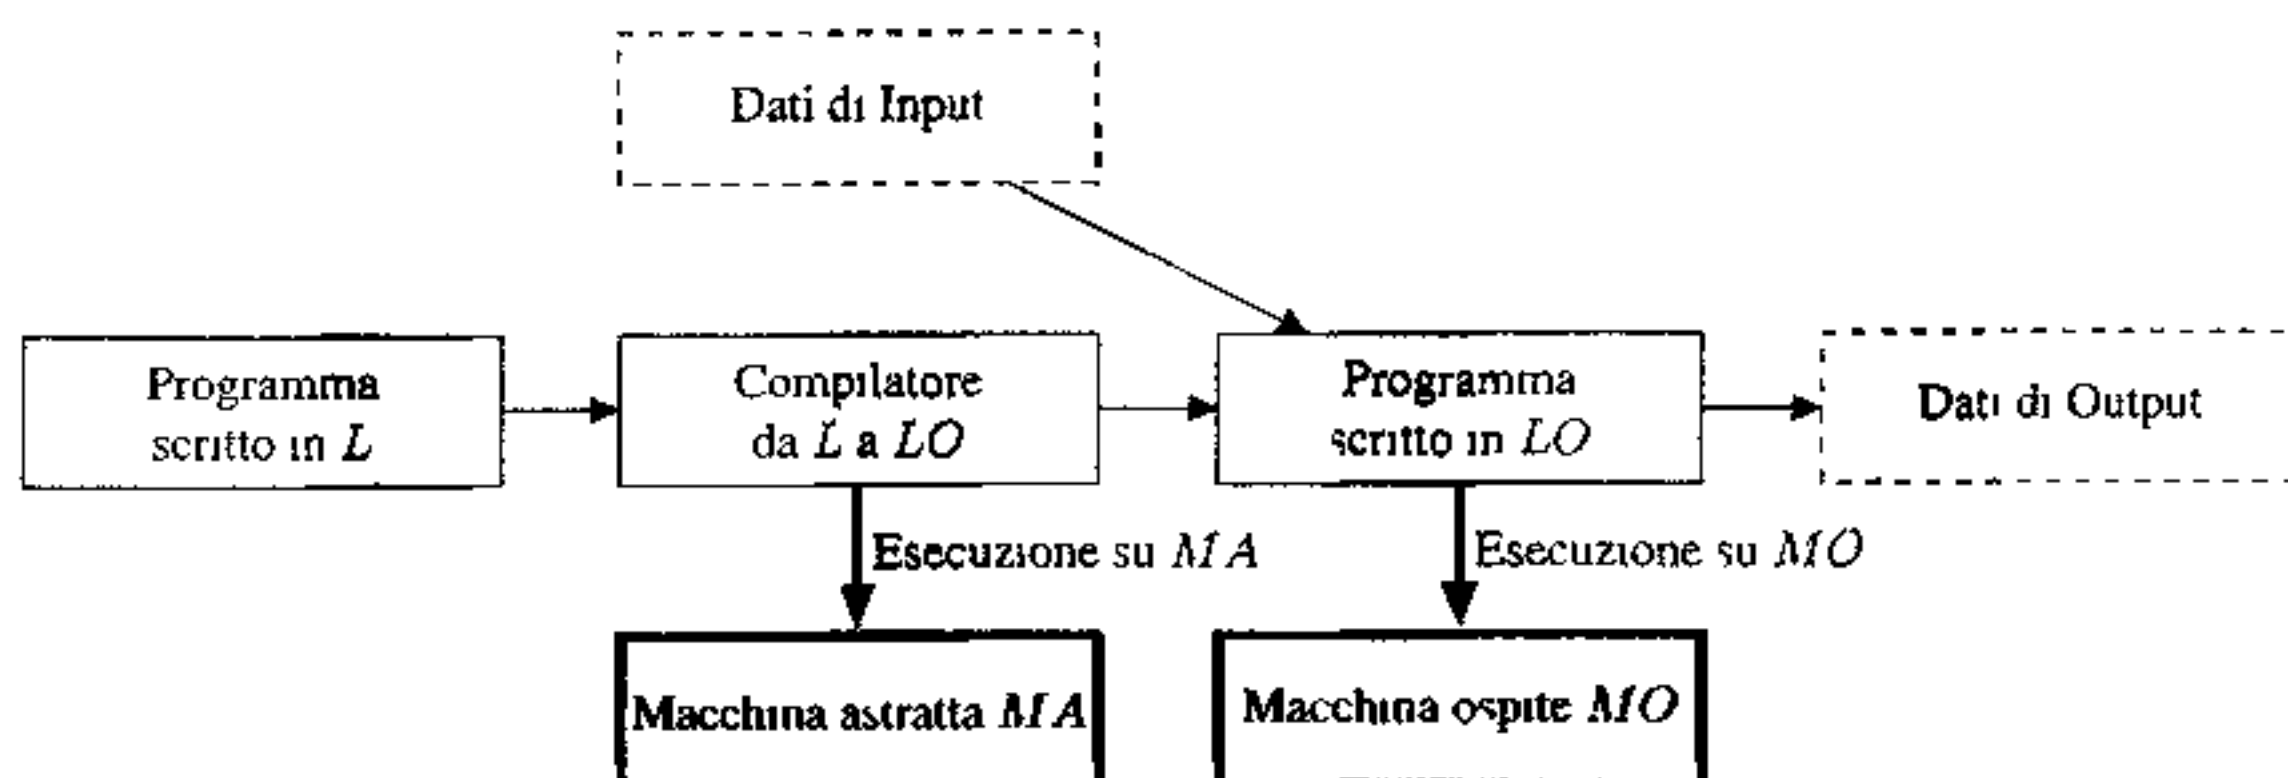 Dati di Input
Programma
scritto in L
Compilatore
da L a LO
Programma
scritto in LO
Dati di Output
Esecuzione su MA
Esecuzione su MO
Macchina astratta MA
Macchina ospite MO